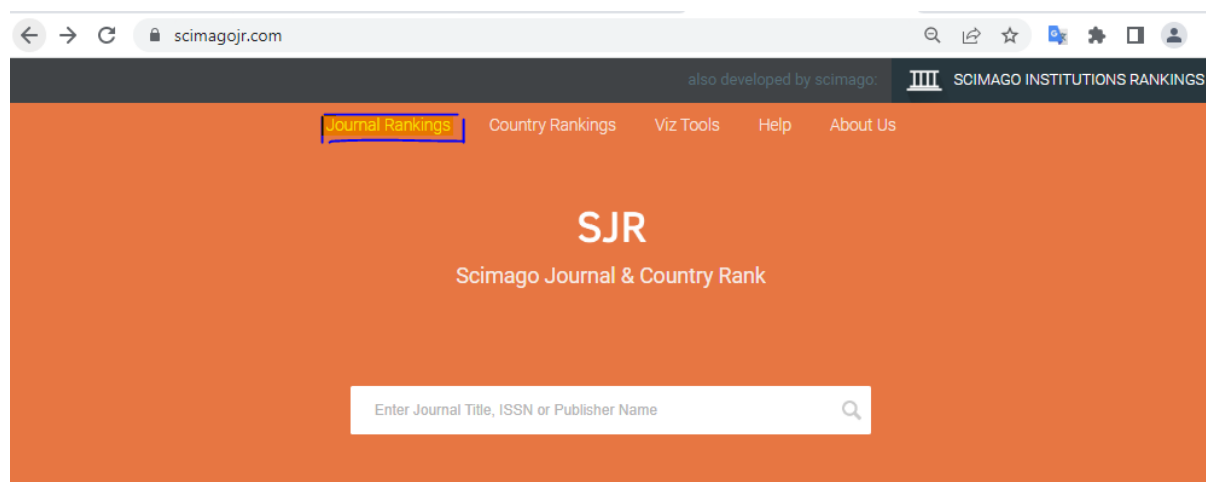 scimagojr.com
also developed by scimago: SCIMAGO INSTITUTIONS RANKINGS
Journal Rankings Country Rankings Viz Tools Help About Us
SJR
Scimago Journal & Country Rank
Enter Journal Title, ISSN or Publisher Name